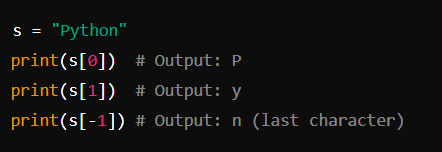 s = "Python"
print(s[0])  # Output: P
print(s[1])  # Output: y
print(s[-1]) # Output: n (last character)